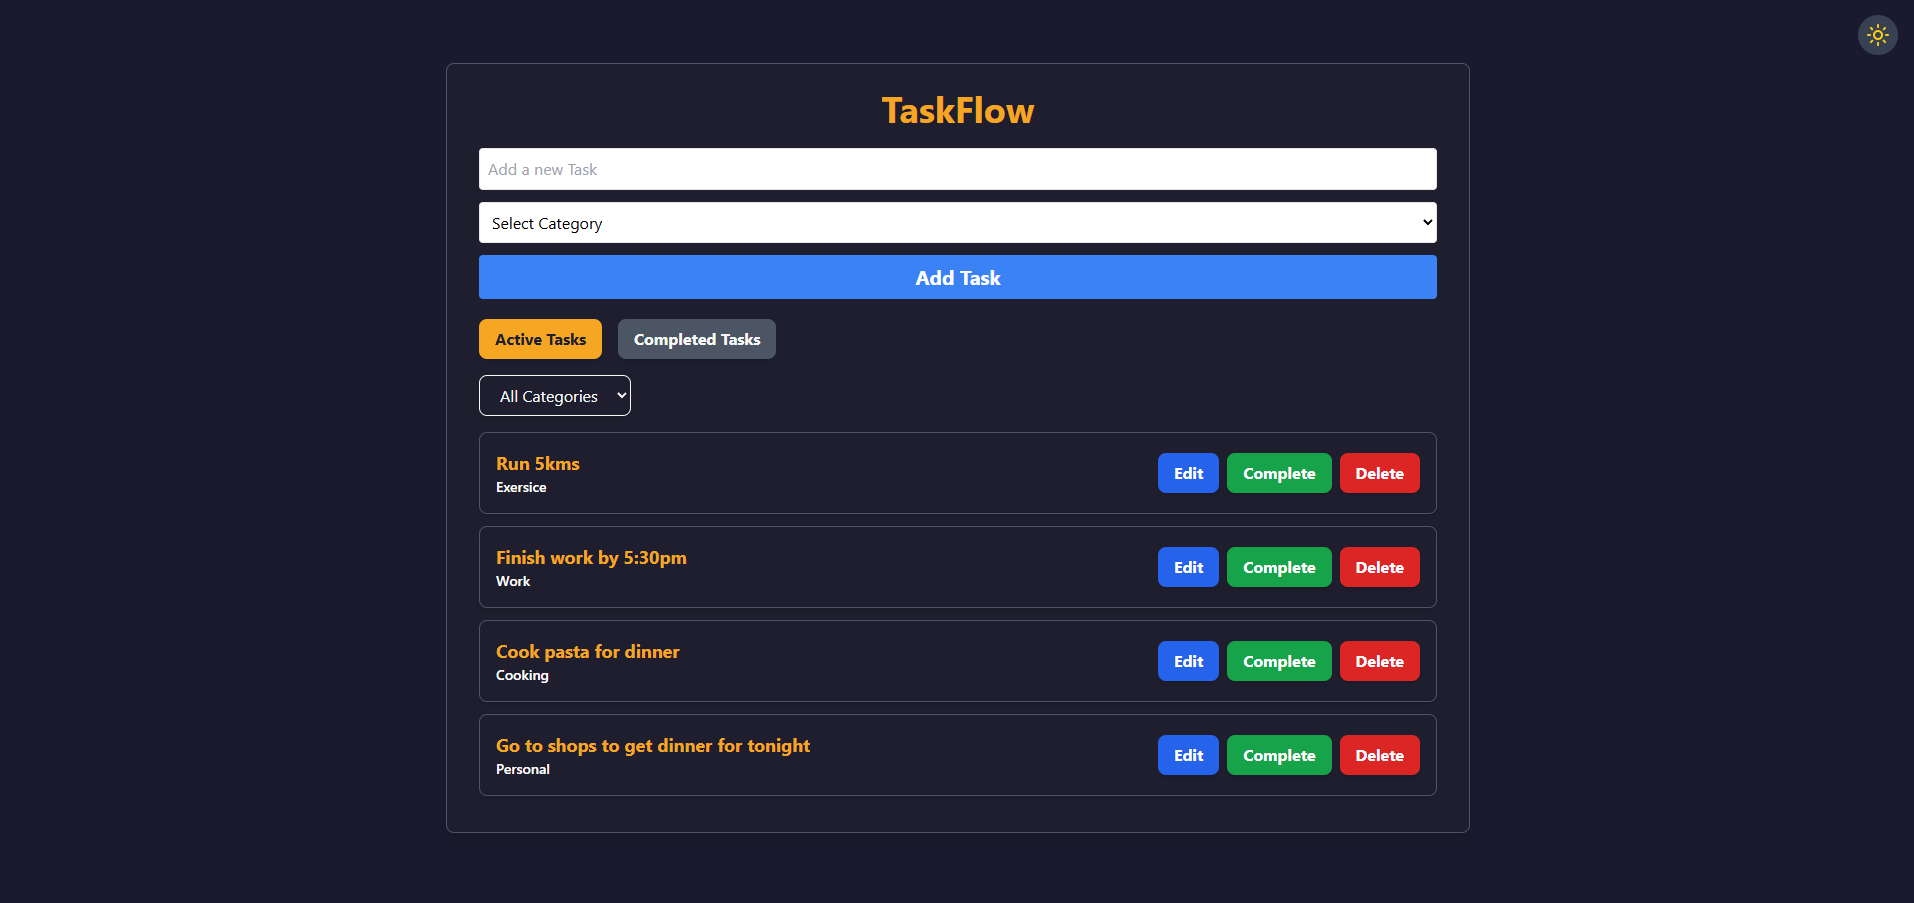 TaskFlow
Add a new Task
Select Category
Add Task
Active Tasks Completed Tasks
All Categories
Run 5kms
Exersice
Edit Complete Delete
Finish work by 5:30pm
Work
Edit Complete Delete
Cook pasta for dinner
Cooking
Edit Complete Delete
Go to shops to get dinner for tonight
Personal
Edit Complete Delete